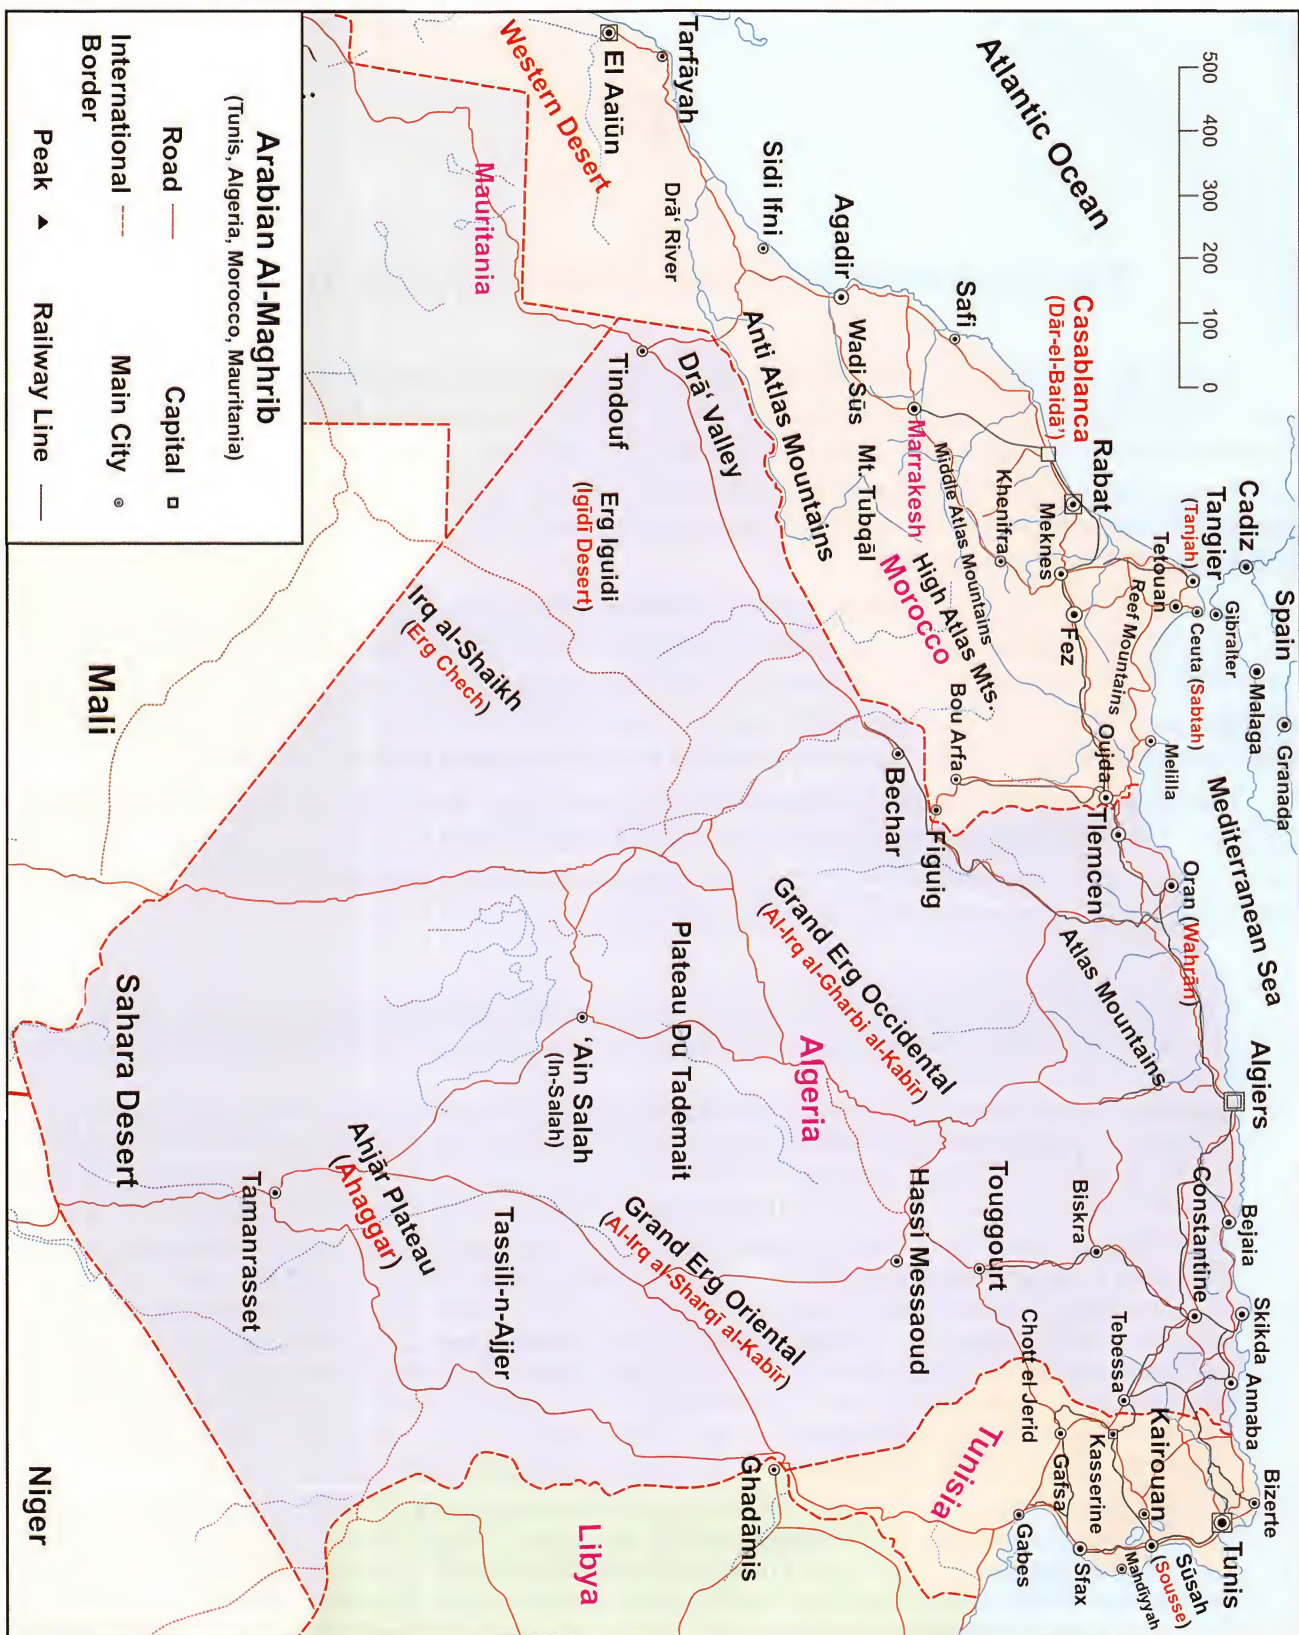 Arabian Al-Maghrib
(Tunis, Algeria, Morocco, Mauritania)
Road
Capital
International
Border
Main City
Peak
Railway Line
500
400
300
200
100
0
Atlantic Ocean
Mediterranean Sea
Spain
Cadiz
Gibralter
Malaga
Granada
Tangier
(Tanjah)
Ceuta (Sabtah)
Tetouan
Melilla
Reef Mountains
Rabat
Casablanca
(Dār-el-Baidā’)
Meknes
Fez
Oujda
Khenifra
Middle Atlas Mountains
Safi
Marrakesh
High Atlas Mts.
Morocco
Bou Arfa
Figuig
Mt. Tubqāl
Wadi Sūs
Agadir
Sidi Ifni
Anti Atlas Mountains
Drā‘ River
Drā‘ Valley
Tarfāyah
El Aaiūn
Western Desert
Mauritania
Tindouf
Erg Iguidi
(Igīdī Desert)
Irq al-Shaikh
(Erg Chech)
Mali
Bechar
Tlemcen
Oran (Wahrān)
Atlas Mountains
Algiers
Berjaia
Constantine
Skikda
Annaba
Biskra
Tebessa
Touggourt
Hassi Messaoud
Grand Erg Occidental
(Al-Irq al-Gharbi al-Kabīr)
Algeria
Plateau Du Tademait
‘Ain Salah
(In-Salah)
Grand Erg Oriental
(Al-Irq al-Sharqī al-Kabīr)
Tassili-n-Ajjer
Ahjār Plateau
(Ahaggar)
Tamanrasset
Sahara Desert
Niger
Bizerte
Tunis
Kairouan
Sūsah
(Sousse)
Mahdīyyah
Kasserine
Sfax
Gafsa
Chott el Jerid
Gabes
Tunisia
Ghadāmis
Libya